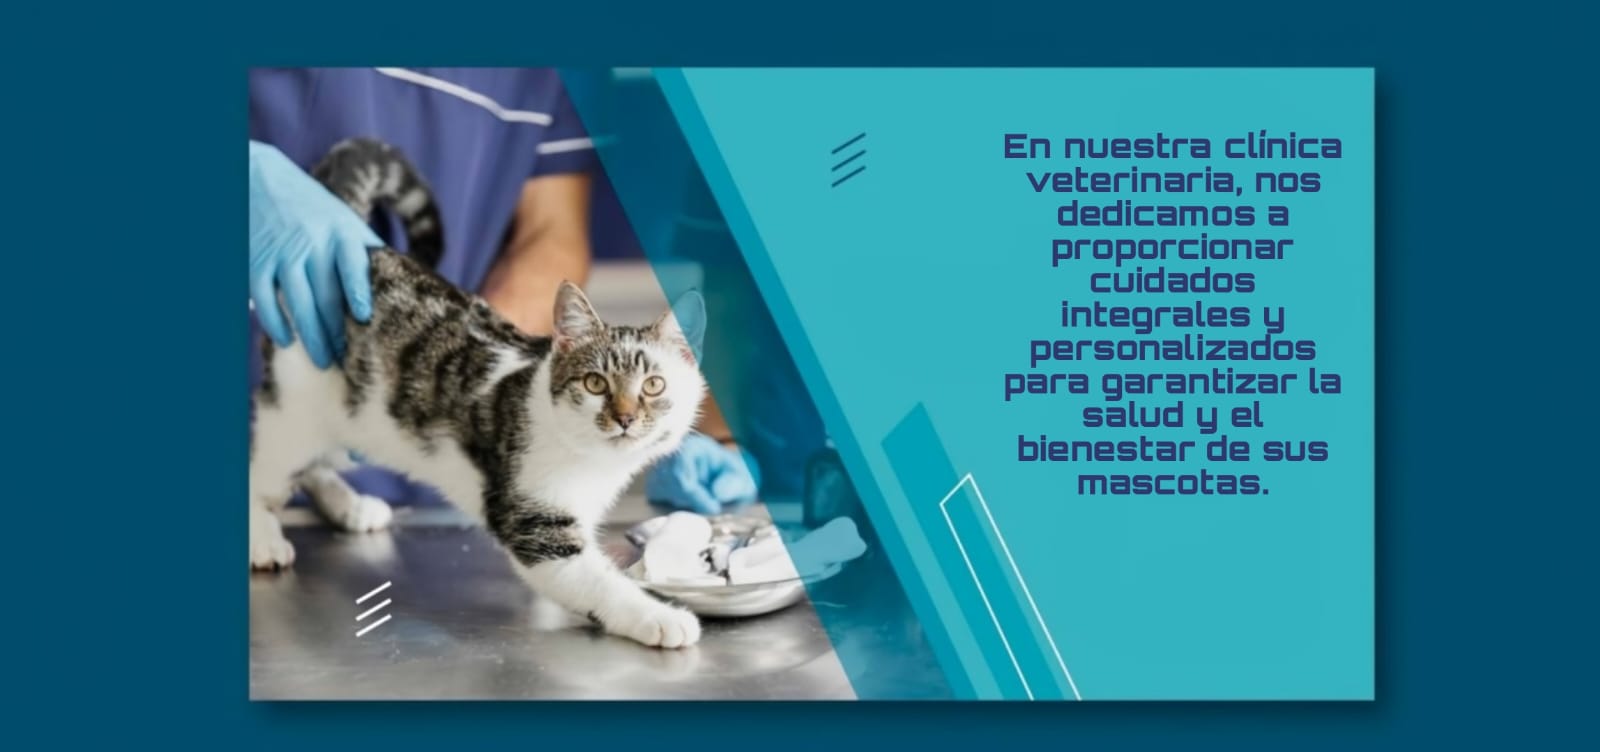 En nuestra clínica
veterinaria, nos
dedicamos a
proporcionar
cuidados
integrales y
personalizados
para garantizar la
salud y el
bienestar de sus
mascotas.